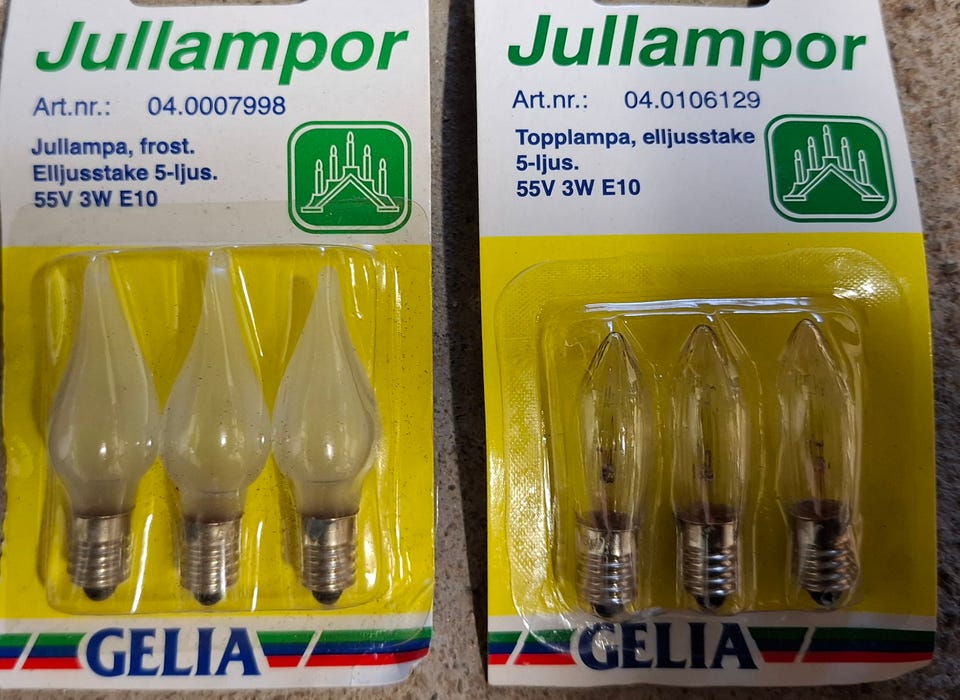 Jullampor
Art.nr.: 04.0007998
Jullampa, frost.
Elljusstake 5-ljus.
55V 3W E10
GELIA
Jullampor
Art.nr.: 04.0106129
Topplampa, elljusstake
5-ljus.
55V 3W E10
GELIA